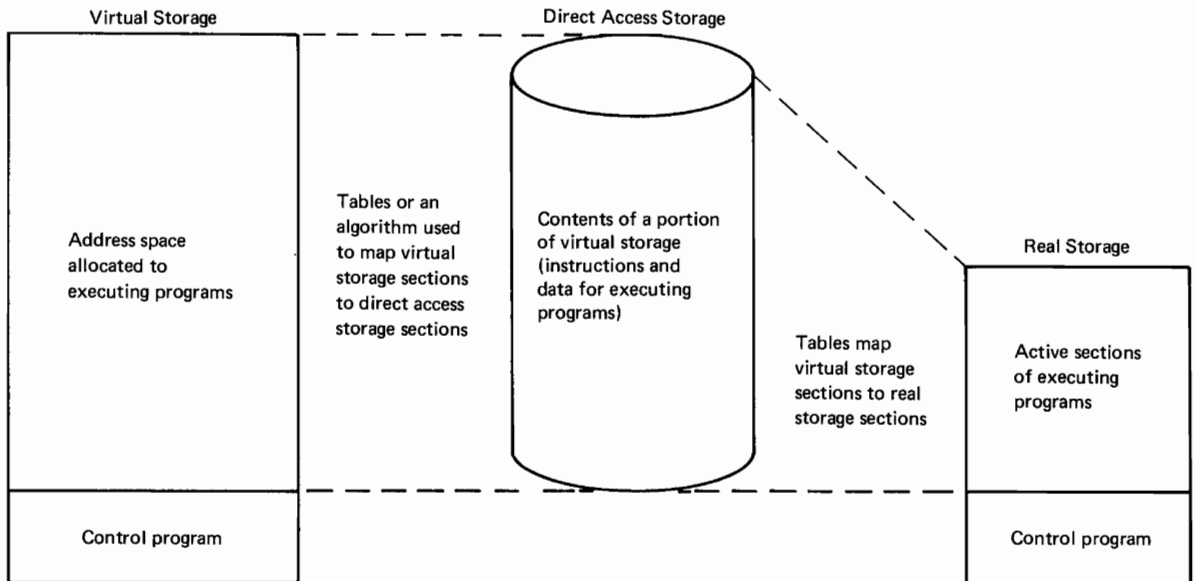 Virtual Storage
Direct Access Storage
Address space
allocated to
executing programs
Tables or an
algorithm used
to map virtual
storage sections
to direct access
storage sections
Contents of a portion
of virtual storage
(instructions and
data for executing
programs)
Real Storage
Tables map
virtual storage
sections to real
storage sections
Active sections
of executing
programs
Control program
Control program